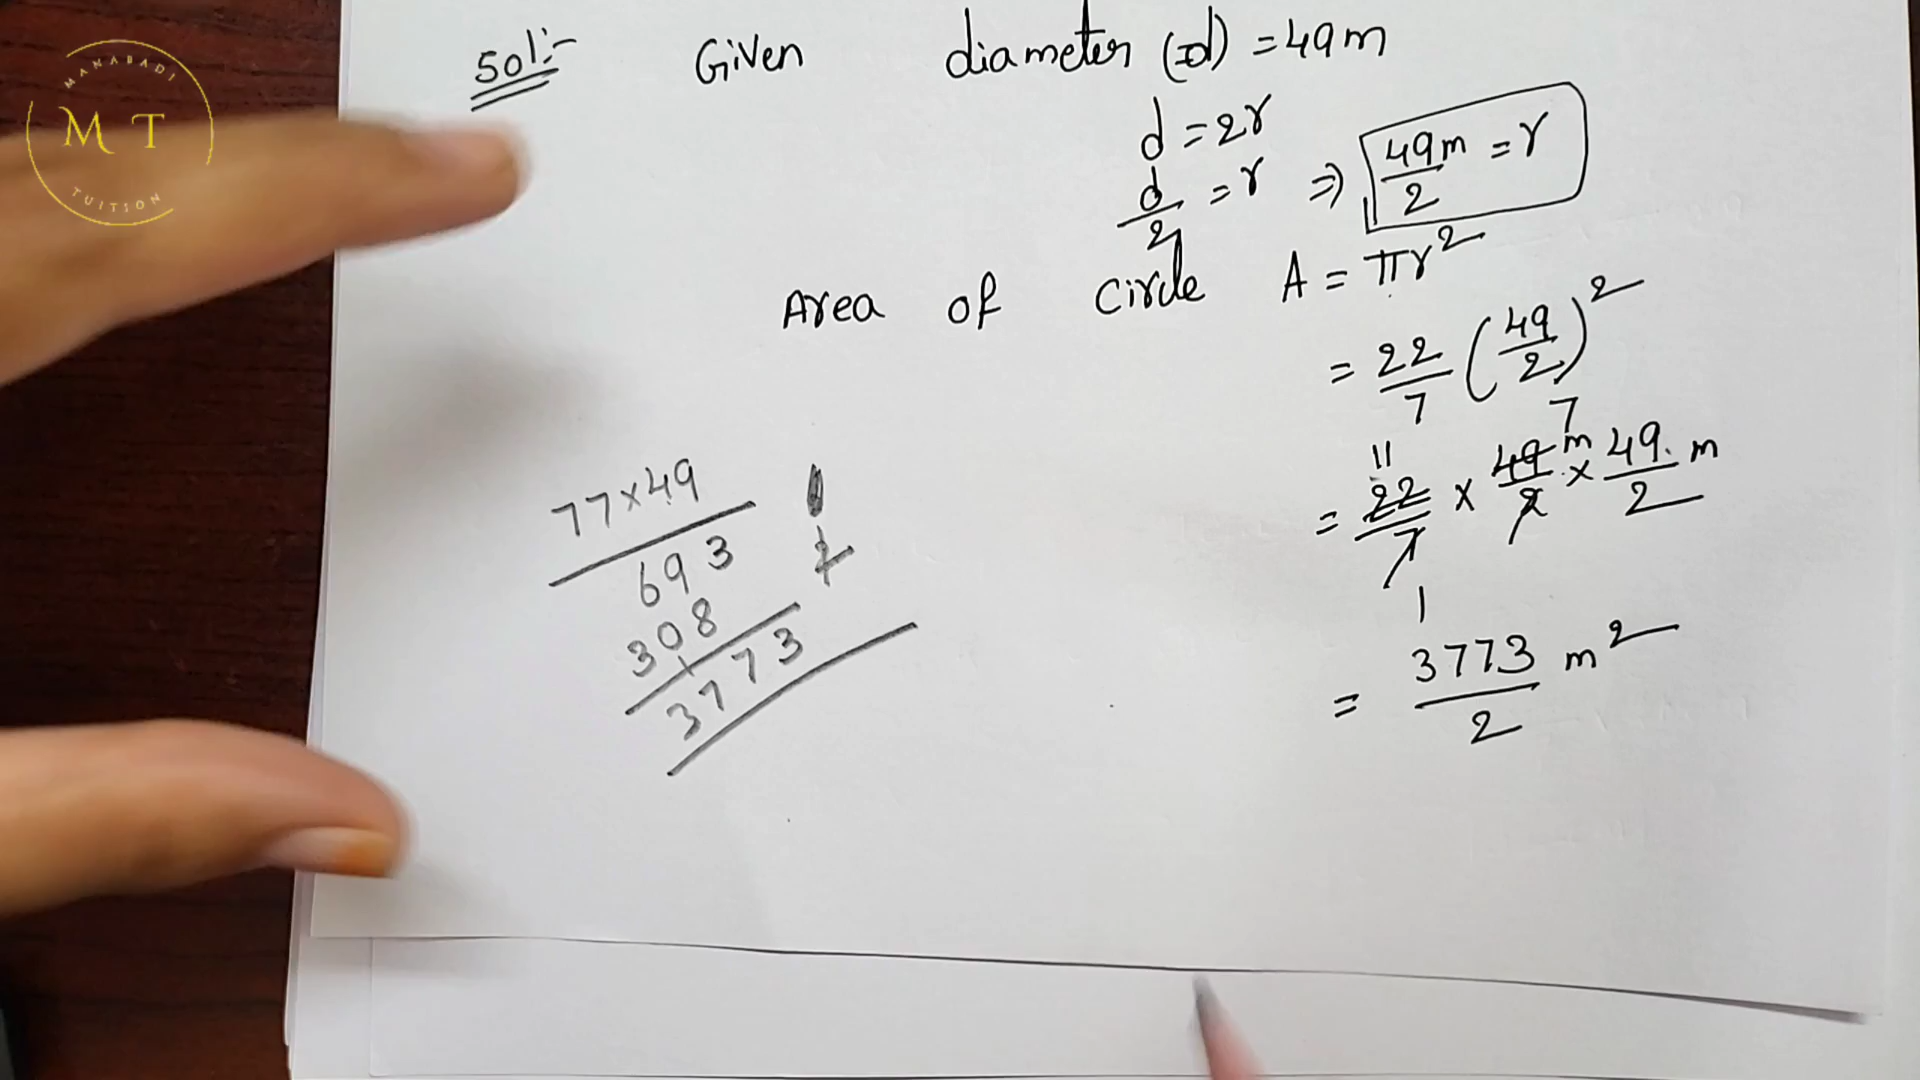 MANABADI
M T
TUITION
Sol:-
Given diameter (d) = 49m
d = 2r
d/2 = r ⇒ 49m/2 = r
Area of Circle A = πr²
= 22/7 (49/2)²
11 7
= 22/7 × 49m/2 × 49/2 m
1
= 3773/2 m²
77×49
693
308
3773